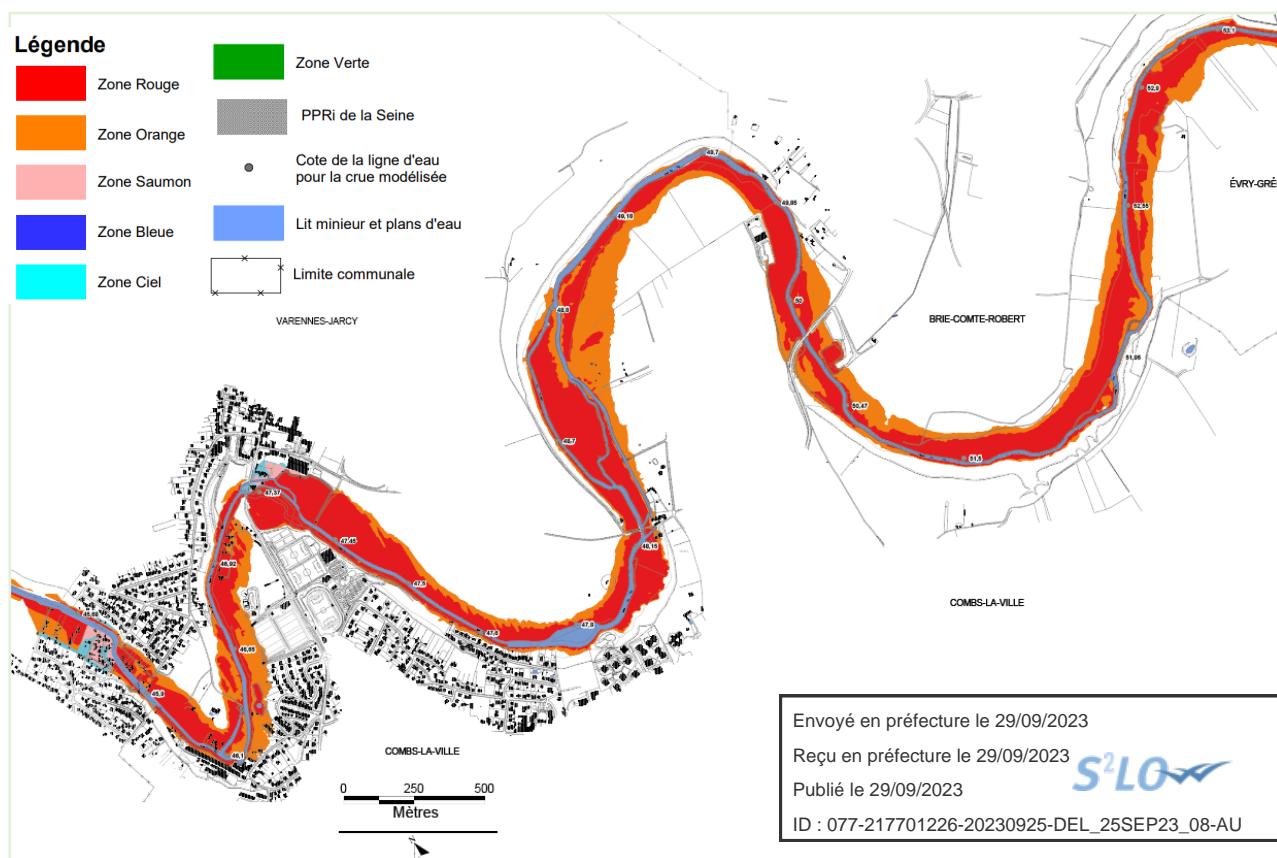 Légende
Zone Rouge
Zone Orange
Zone Saumon
Zone Bleue
Zone Ciel
Zone Verte
PPRi de la Seine
Cote de la ligne d'eau
pour la crue modélisée
Lit minieur et plans d'eau
Limite communale
VARENNES-JARCY
BRIE-COMTE-ROBERT
ÉVRY-GRÉ
COMBS-LA-VILLE
COMBS-LA-VILLE
53,1
52,9
52,55
51,95
51,5
50,47
50
49,95
49,7
49,18
48,8
48,7
48,15
47,8
47,6
47,5
47,45
47,37
46,92
46,65
46,1
45,9
0 250 500
Mètres
N
Envoyé en préfecture le 29/09/2023
Reçu en préfecture le 29/09/2023
Publié le 29/09/2023
S²LO
ID : 077-217701226-20230925-DEL_25SEP23_08-AU